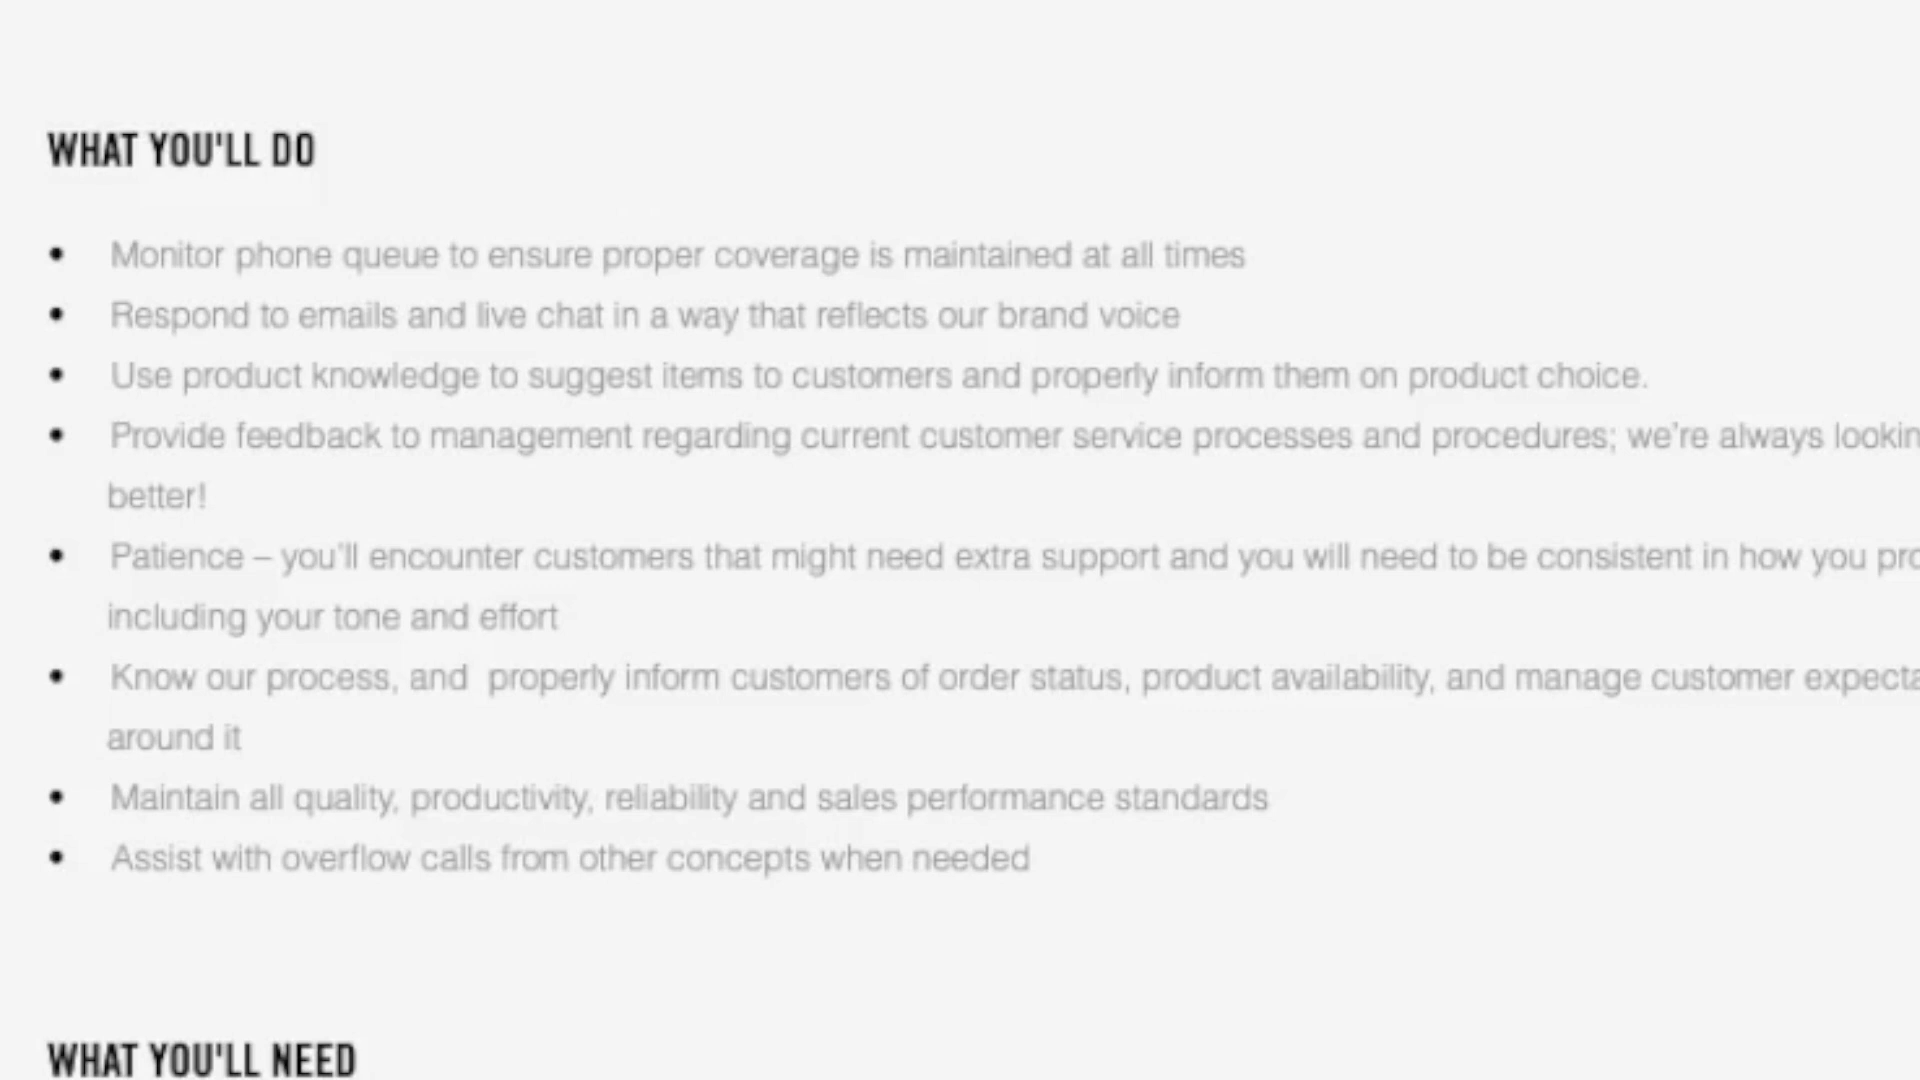 WHAT YOU'LL DO
• Monitor phone queue to ensure proper coverage is maintained at all times
• Respond to emails and live chat in a way that reflects our brand voice
• Use product knowledge to suggest items to customers and properly inform them on product choice.
• Provide feedback to management regarding current customer service processes and procedures; we're always
better!
• Patience – you'll encounter customers that might need extra support and you will need to be consistent in how you
including your tone and effort
• Know our process, and  properly inform customers of order status, product availability, and manage customer
around it
• Maintain all quality, productivity, reliability and sales performance standards
• Assist with overflow calls from other concepts when needed
WHAT YOU'LL NEED